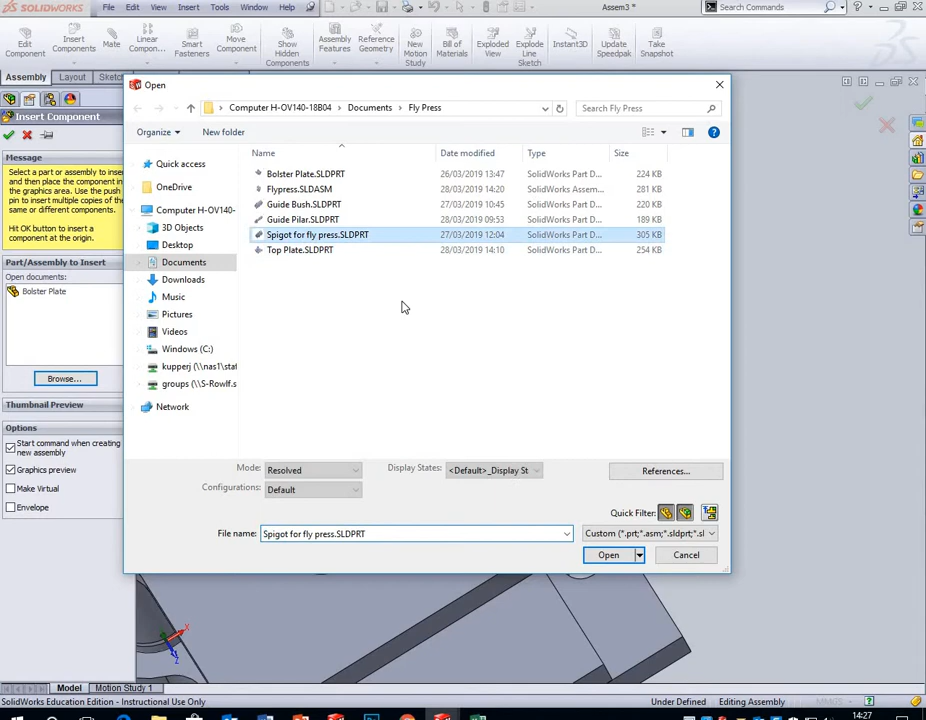 SOLIDWORKS File Edit View Insert Tools Window Help Assem3 * Search Commands
Edit Component
Insert Components
Mate
Linear Compon...
Smart Fasteners
Move Component
Show Hidden Components
Assembly Features
Reference Geometry
New Motion Study
Bill of Materials
Exploded View
Explode Line Sketch
Instant3D
Update Speedpak
Take Snapshot
Assembly Layout Sketch
Insert Component
Message
Select a part or assembly to insert
and then place the component in
the graphics area. Use the push
pin to insert multiple copies of the
same or different components.
Hit OK button to insert a
component at the origin.
Part/Assembly to Insert
Open documents:
Bolster Plate
Browse...
Thumbnail Preview
Options
Start command when creating
new assembly
Graphics preview
Make Virtual
Envelope
Open
Computer H-OV140-18B04 Documents Fly Press
Search Fly Press
Organize New folder
Quick access
OneDrive
Computer H-OV140-
3D Objects
Desktop
Documents
Downloads
Music
Pictures
Videos
Windows (C:)
kupperj (\\nas1\stat
groups (\\S-Rowlf.s
Network
Name Date modified Type Size
Bolster Plate.SLDPRT 26/03/2019 13:47 SolidWorks Part D... 224 KB
Flypress.SLDASM 28/03/2019 14:20 SolidWorks Assem... 281 KB
Guide Bush.SLDPRT 27/03/2019 10:45 SolidWorks Part D... 220 KB
Guide Pilar.SLDPRT 28/03/2019 09:53 SolidWorks Part D... 189 KB
Spigot for fly press.SLDPRT 27/03/2019 12:04 SolidWorks Part D... 305 KB
Top Plate.SLDPRT 28/03/2019 14:10 SolidWorks Part D... 254 KB
Mode: Resolved
Display States: <Default>_Display St
References...
Configurations: Default
Quick Filter:
File name: Spigot for fly press.SLDPRT
Custom (*.prt;*.asm;*.sldprt;*.sl
Open Cancel
X
Z
Model Motion Study 1
SolidWorks Education Edition - Instructional Use Only
Under Defined Editing Assembly MMGS
14:27